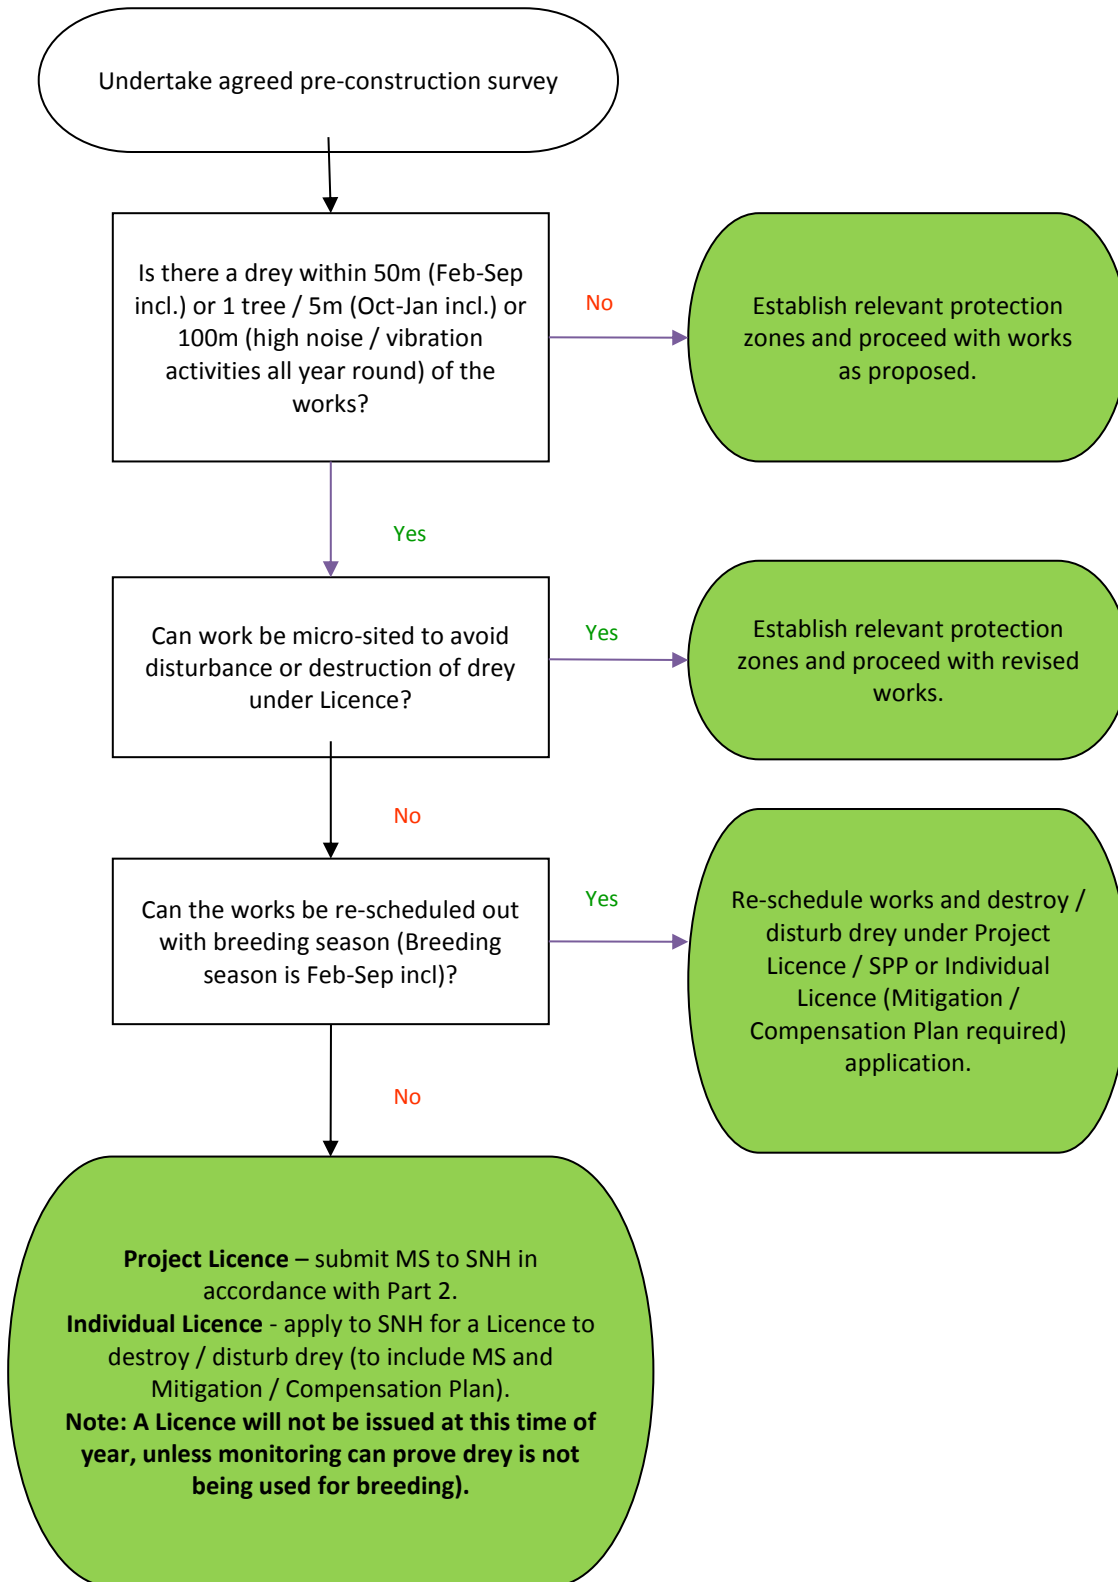 Undertake agreed pre-construction survey
Is there a drey within 50m (Feb-Sep
incl.) or 1 tree / 5m (Oct-Jan incl.) or
100m (high noise / vibration
activities all year round) of the
works?
No
Establish relevant protection
zones and proceed with works
as proposed.
Yes
Can work be micro-sited to avoid
disturbance or destruction of drey
under Licence?
Yes
Establish relevant protection
zones and proceed with revised
works.
No
Can the works be re-scheduled out
with breeding season (Breeding
season is Feb-Sep incl)?
Yes
Re-schedule works and destroy /
disturb drey under Project
Licence / SPP or Individual
Licence (Mitigation /
Compensation Plan required)
application.
No
Project Licence – submit MS to SNH in
accordance with Part 2.
Individual Licence - apply to SNH for a Licence to
destroy / disturb drey (to include MS and
Mitigation / Compensation Plan).
Note: A Licence will not be issued at this time of
year, unless monitoring can prove drey is not
being used for breeding).